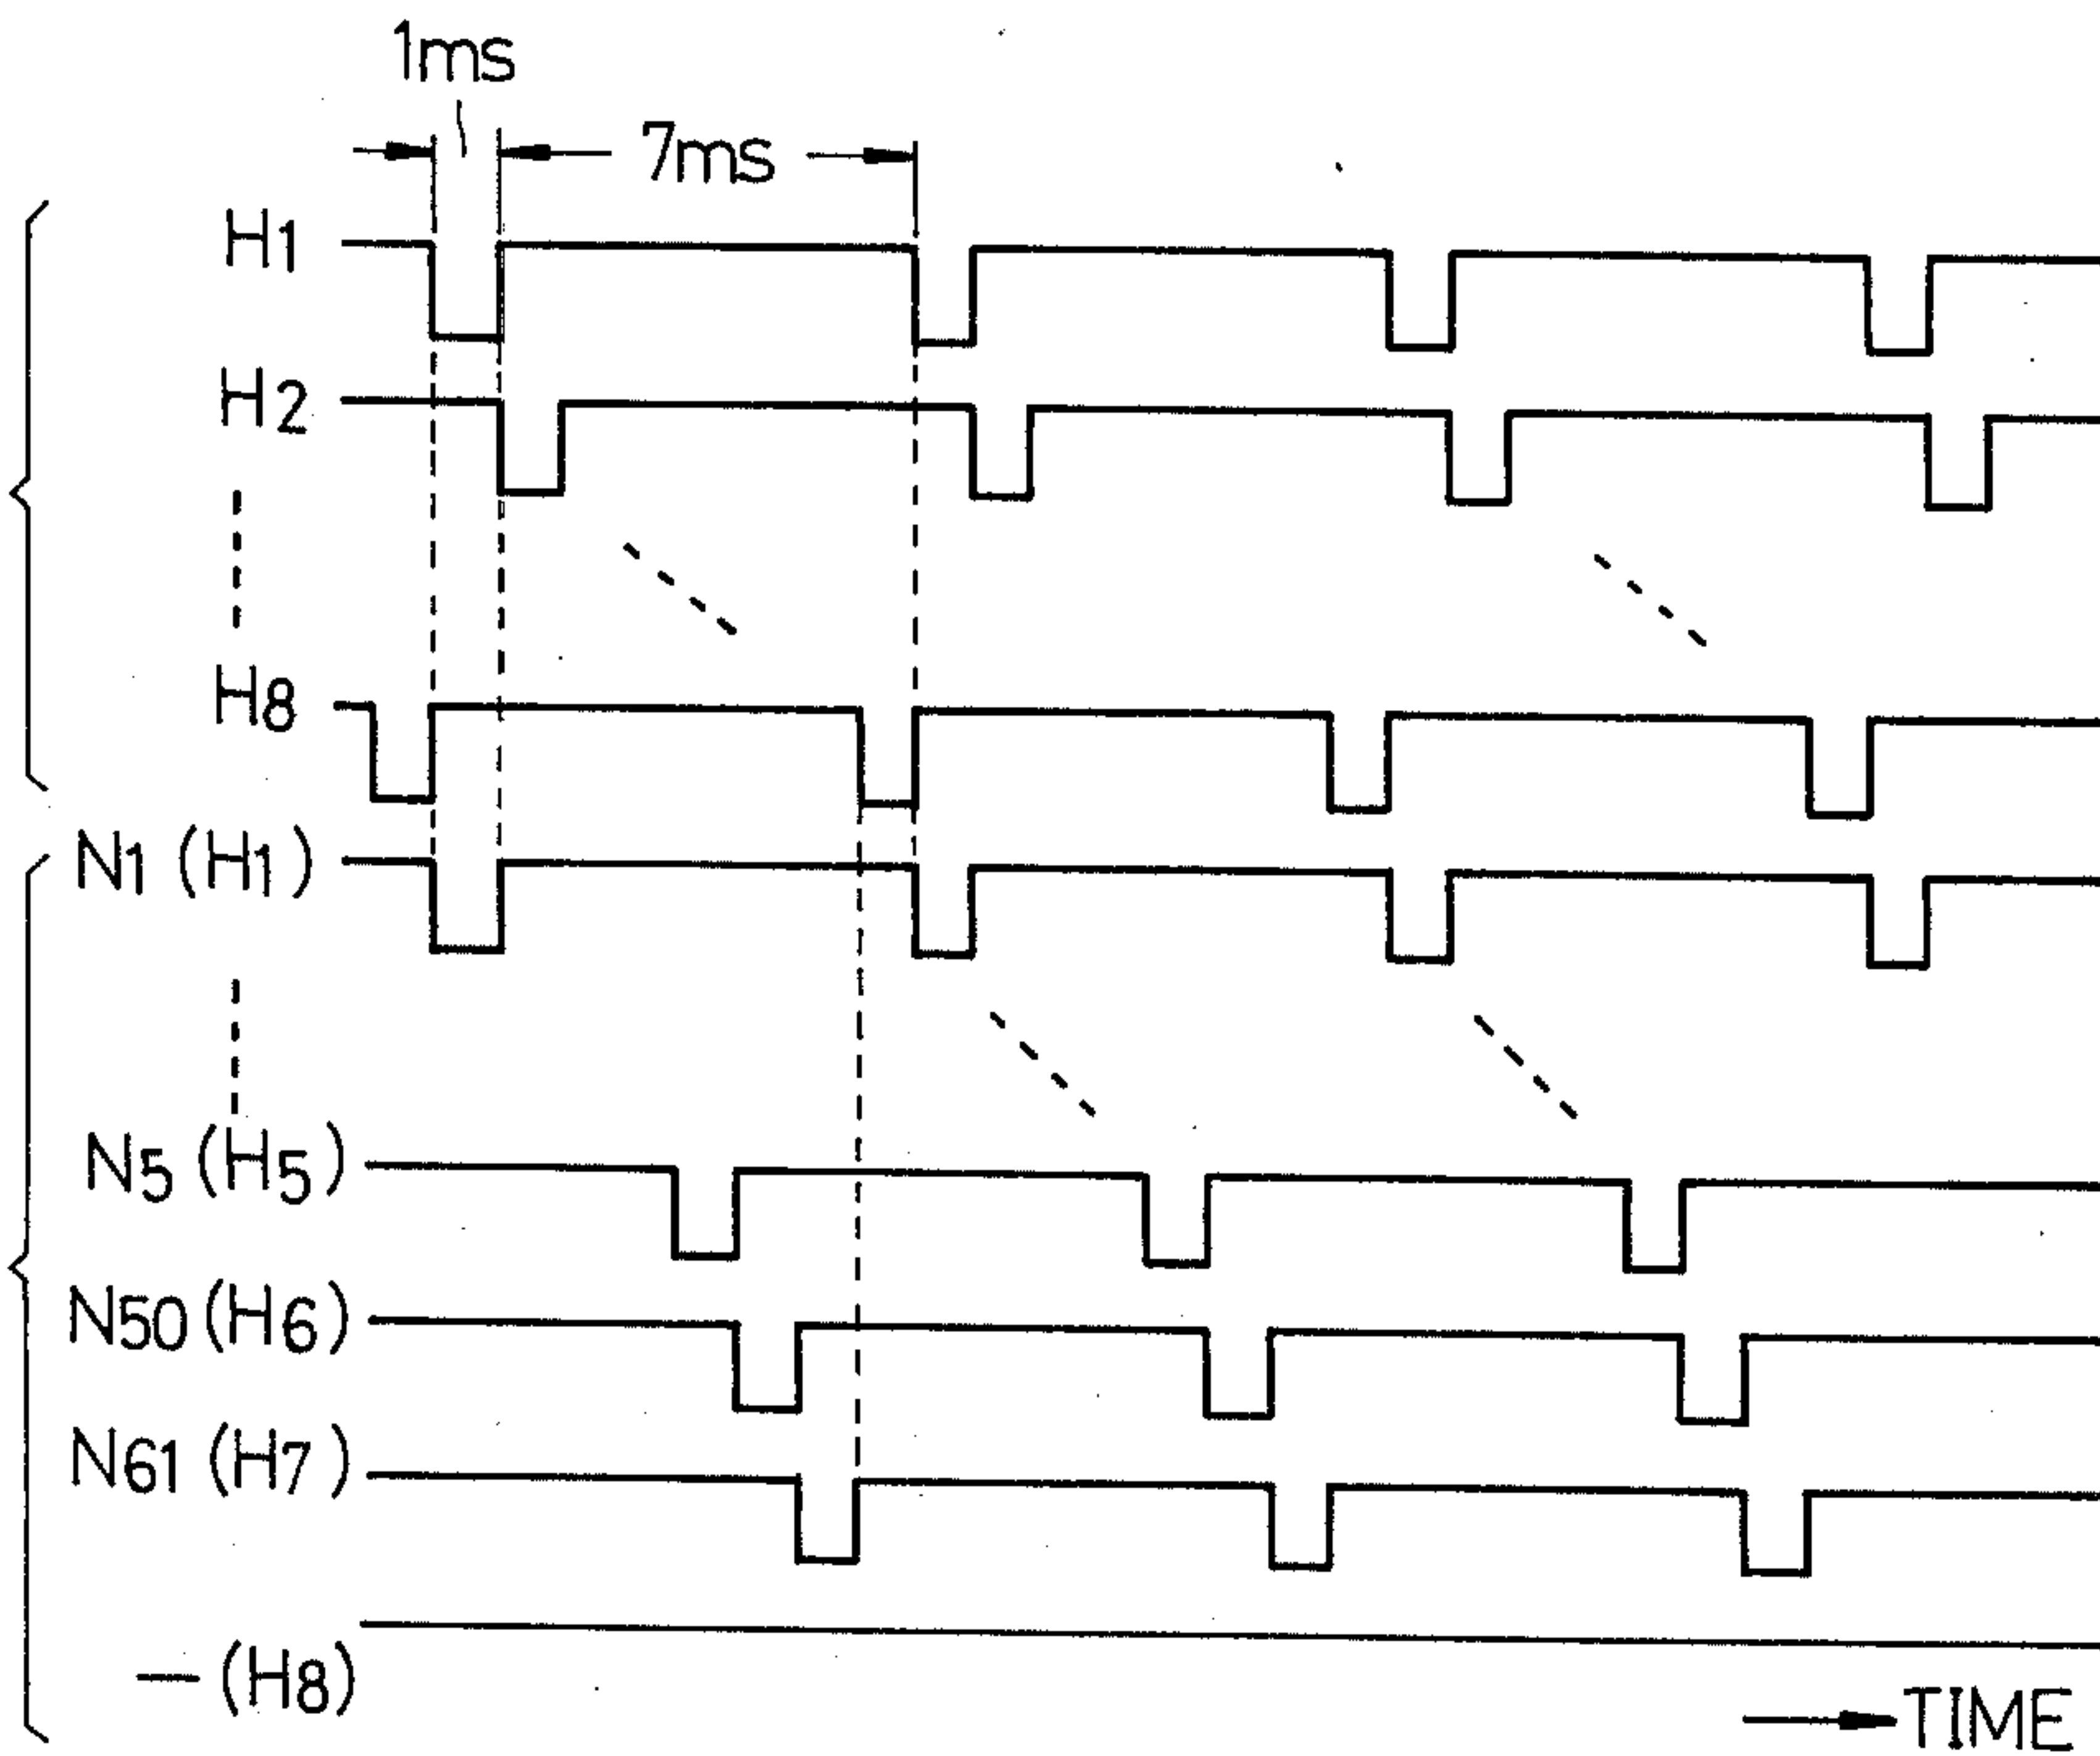 1ms
7ms
H1
H2
H8
N1 (H1)
N5 (H5)
N50 (H6)
N61 (H7)
— (H8)
TIME